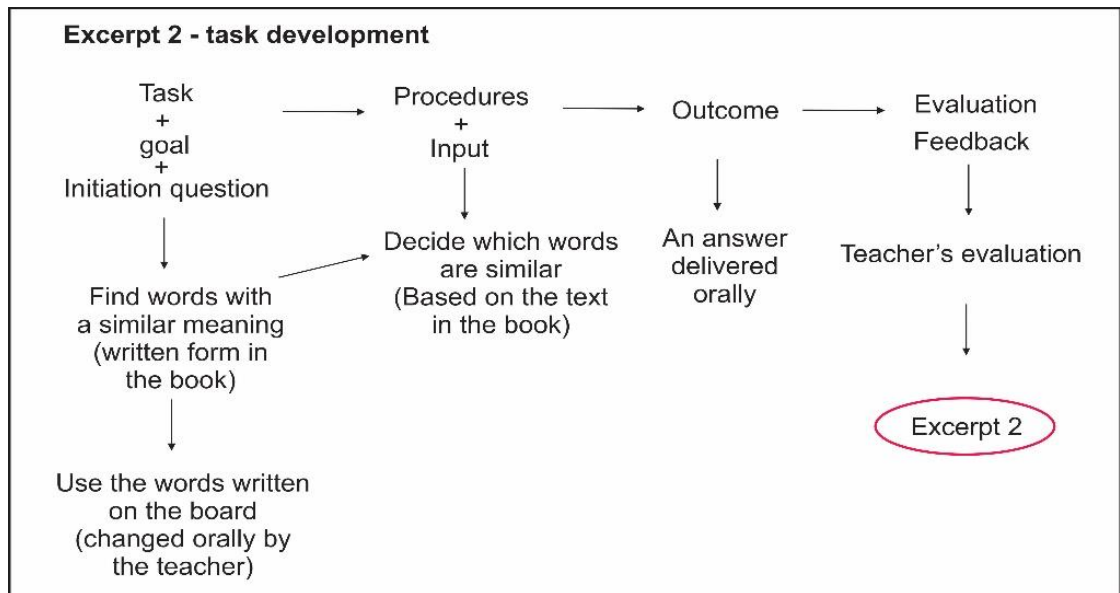 Excerpt 2 - task development
Task
+
goal
+
Initiation question
Procedures
+
Input
Outcome
Evaluation
Feedback
Find words with
a similar meaning
(written form in
the book)
Decide which words
are similar
(Based on the text
in the book)
An answer
delivered
orally
Teacher's evaluation
Excerpt 2
Use the words written
on the board
(changed orally by
the teacher)